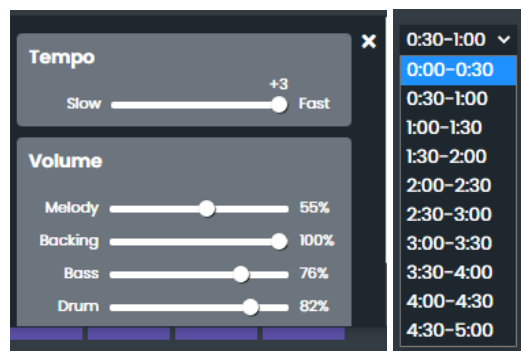 Tempo
+3
Slow Fast
Volume
Melody 55%
Backing 100%
Bass 76%
Drum 82%
0:30-1:00
0:00-0:30
0:30-1:00
1:00-1:30
1:30-2:00
2:00-2:30
2:30-3:00
3:00-3:30
3:30-4:00
4:00-4:30
4:30-5:00